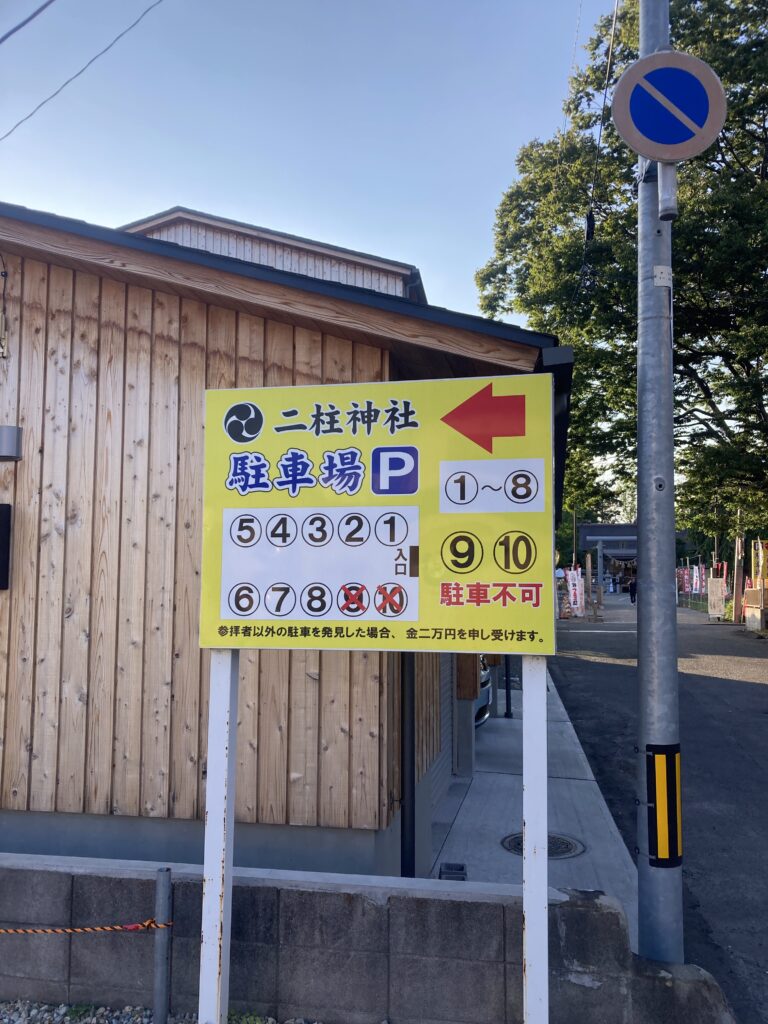 二柱神社
駐車場 P
①～⑧
⑤④③②①
入口
⑥⑦⑧⑨⑩
⑨⑩
駐車不可
参拝者以外の駐車を発見した場合、金二万円を申し受けます。